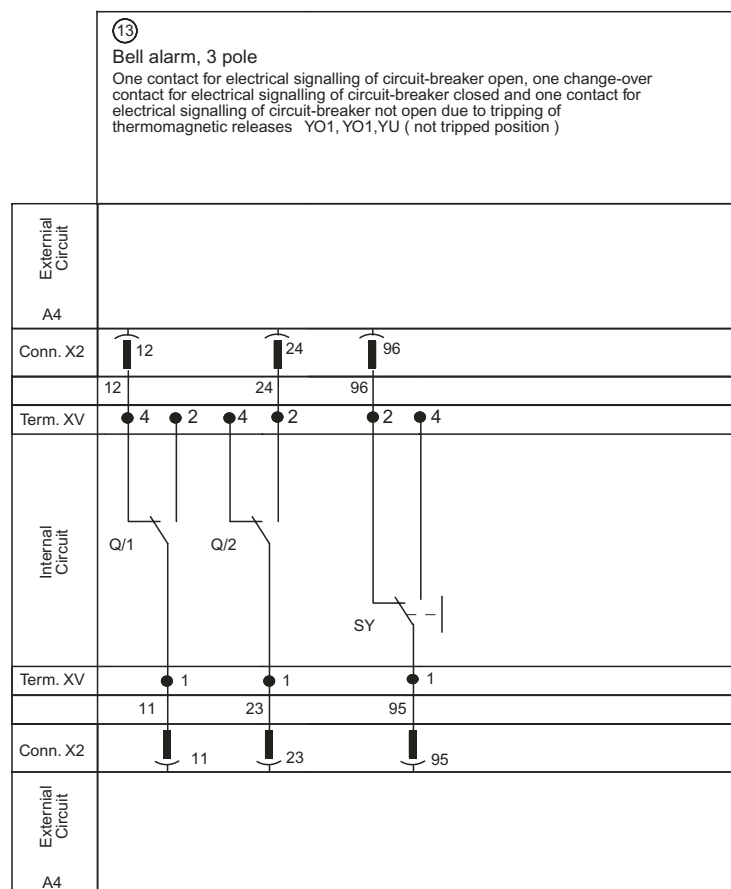 13
Bell alarm, 3 pole
One contact for electrical signalling of circuit-breaker open, one change-over
contact for electrical signalling of circuit-breaker closed and one contact for
electrical signalling of circuit-breaker not open due to tripping of
thermomagnetic releases YO1, YO1,YU ( not tripped position )
Externial
Circuit
A4
Conn. X2 12 24 96
12 24 96
Term. XV 4 2 4 2 2 4
Internal
Circuit
Q/1 Q/2
SY
Term. XV 1 1 1
11 23 95
Conn. X2 11 23 95
Externial
Circuit
A4